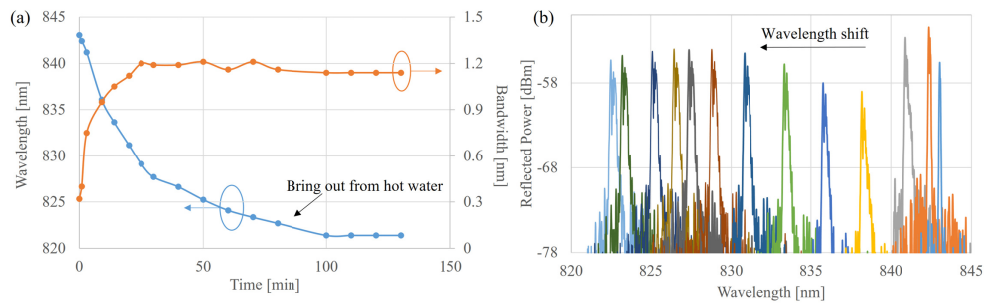 (a)
845
840
835
830
825
820
Wavelength [nm]
1.5
1.2
0.9
0.6
0.3
0
Bandwidth [nm]
Bring out from hot water
0
50
100
150
Time [min]
(b)
Wavelength shift
-58
-68
-78
Reflected Power [dBm]
820
825
830
835
840
845
Wavelength [nm]